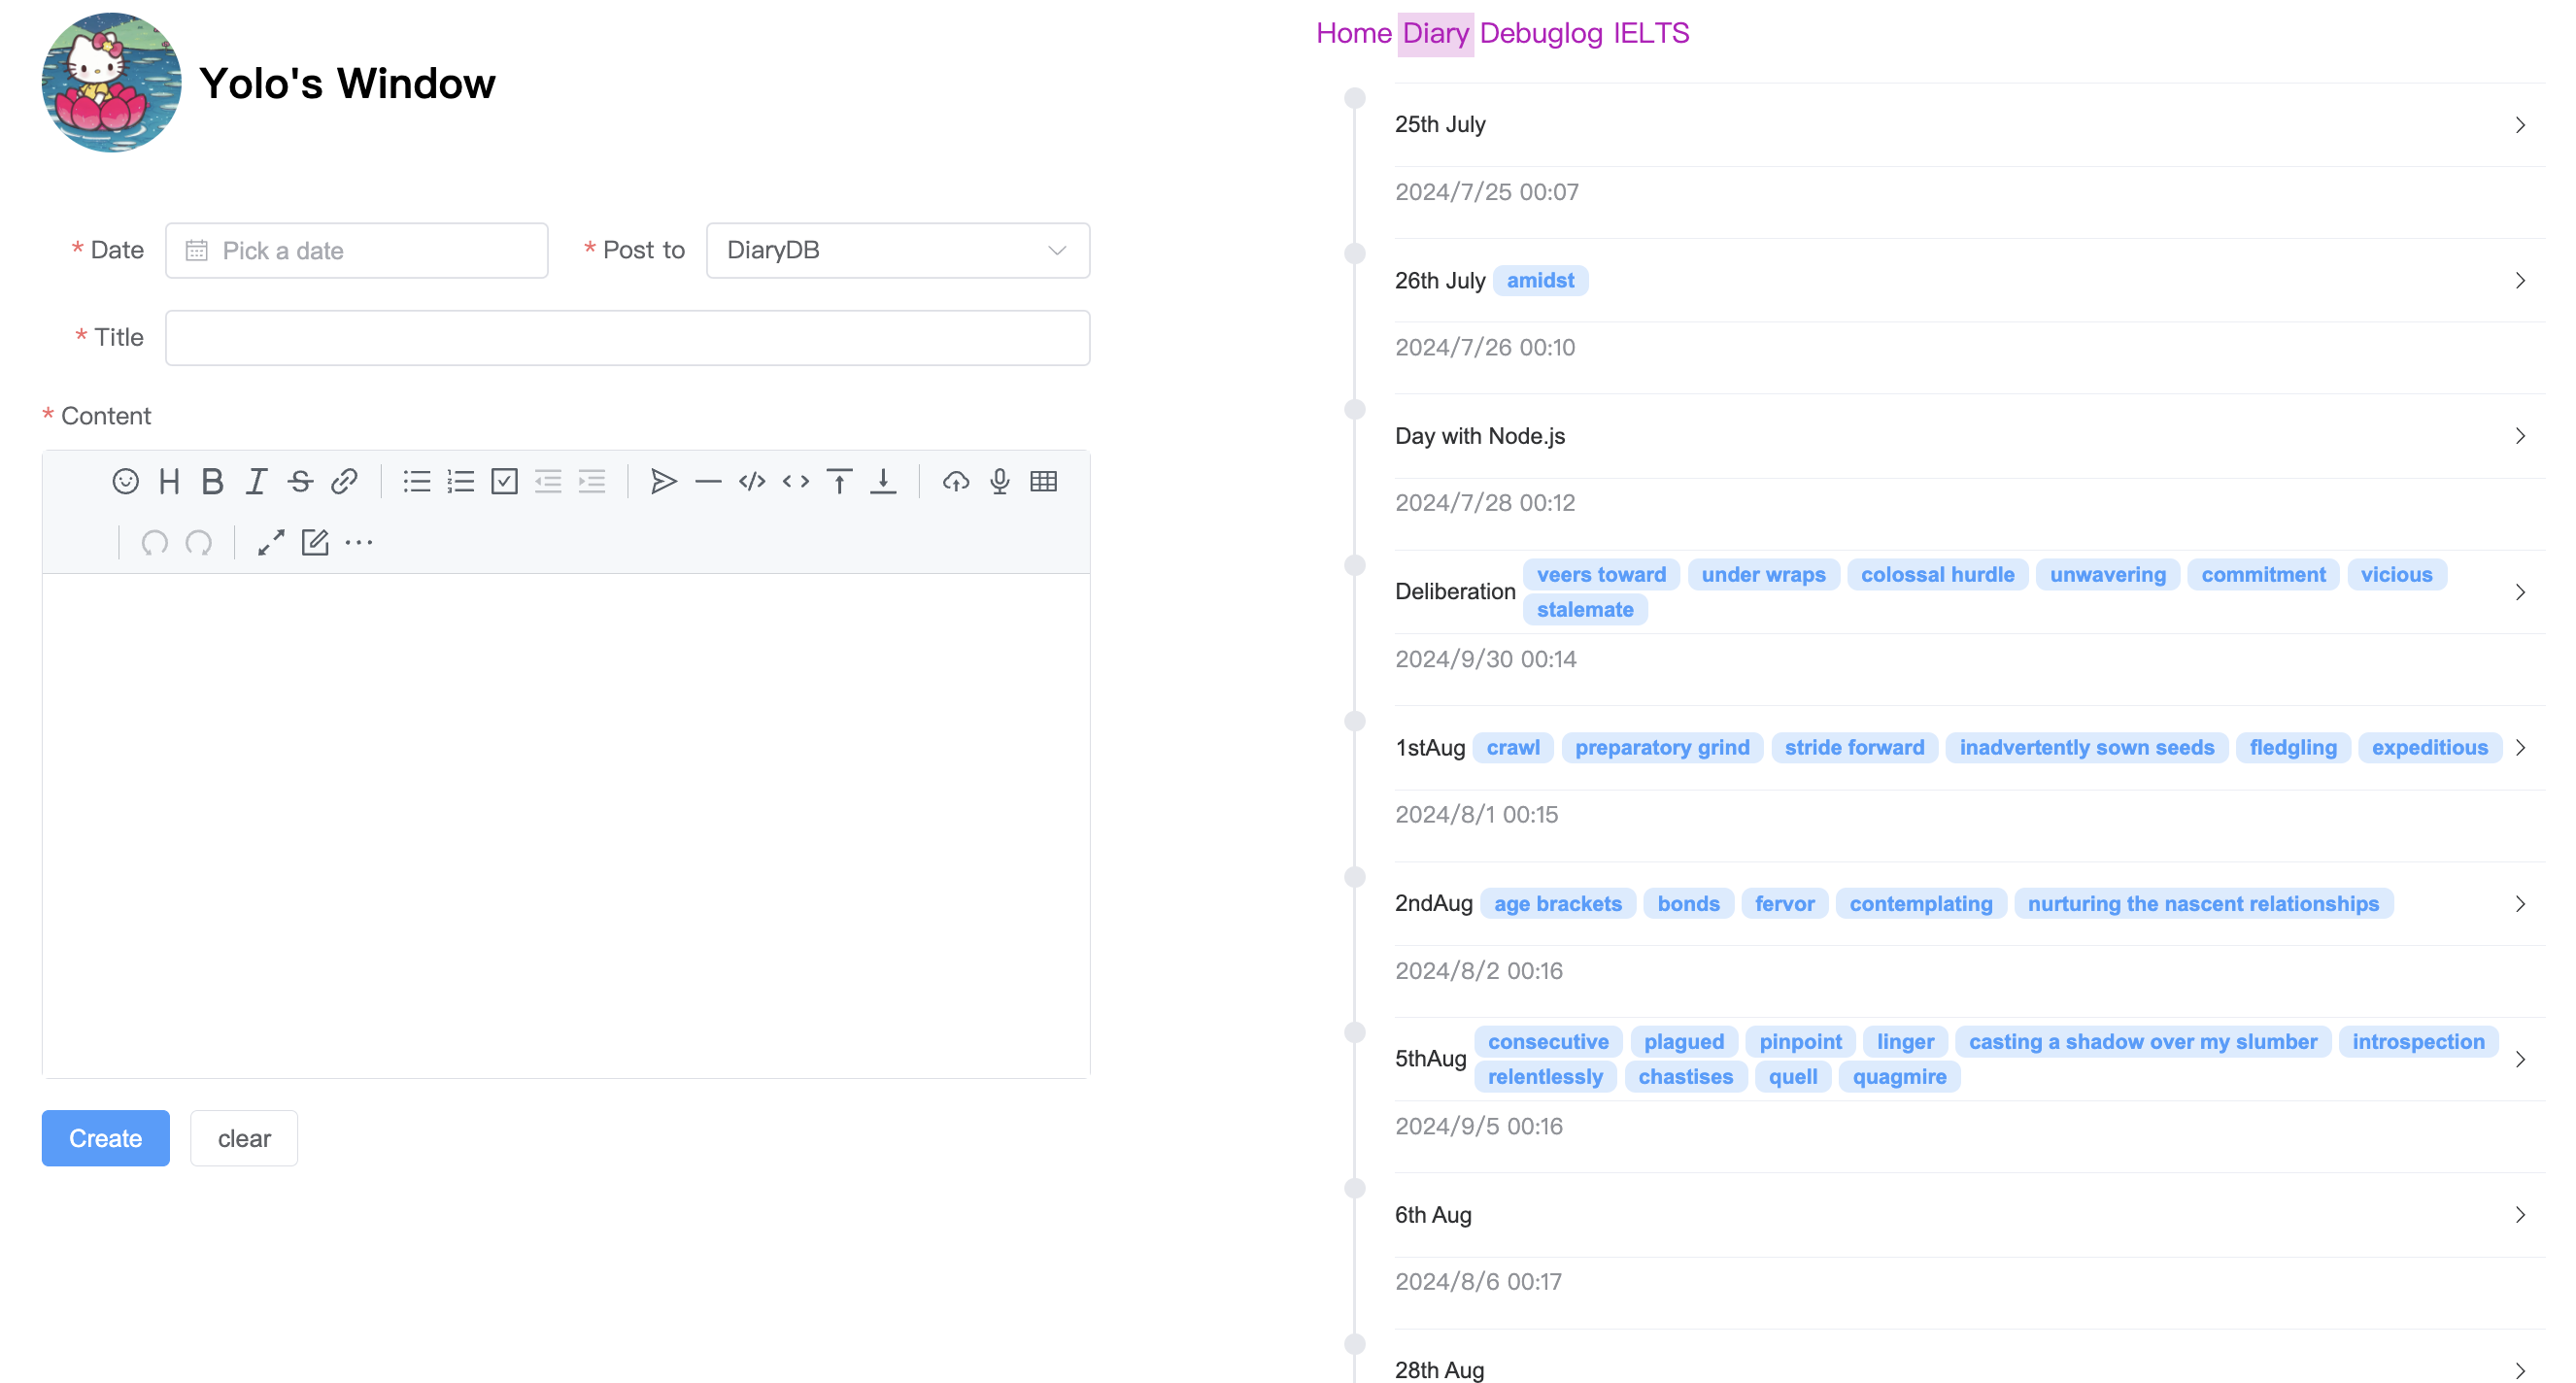 Yolo's Window
* Date
Pick a date
* Post to
DiaryDB
* Title
* Content
Create
clear
Home Diary Debuglog IELTS
25th July
2024/7/25 00:07
26th July amidst
2024/7/26 00:10
Day with Node.js
2024/7/28 00:12
Deliberation veers toward under wraps colossal hurdle unwavering commitment vicious
stalemate
2024/9/30 00:14
1stAug crawl preparatory grind stride forward inadvertently sown seeds fledgling expeditious
2024/8/1 00:15
2ndAug age brackets bonds fervor contemplating nurturing the nascent relationships
2024/8/2 00:16
5thAug consecutive plagued pinpoint linger casting a shadow over my slumber introspection
relentlessly chastises quell quagmire
2024/9/5 00:16
6th Aug
2024/8/6 00:17
28th Aug